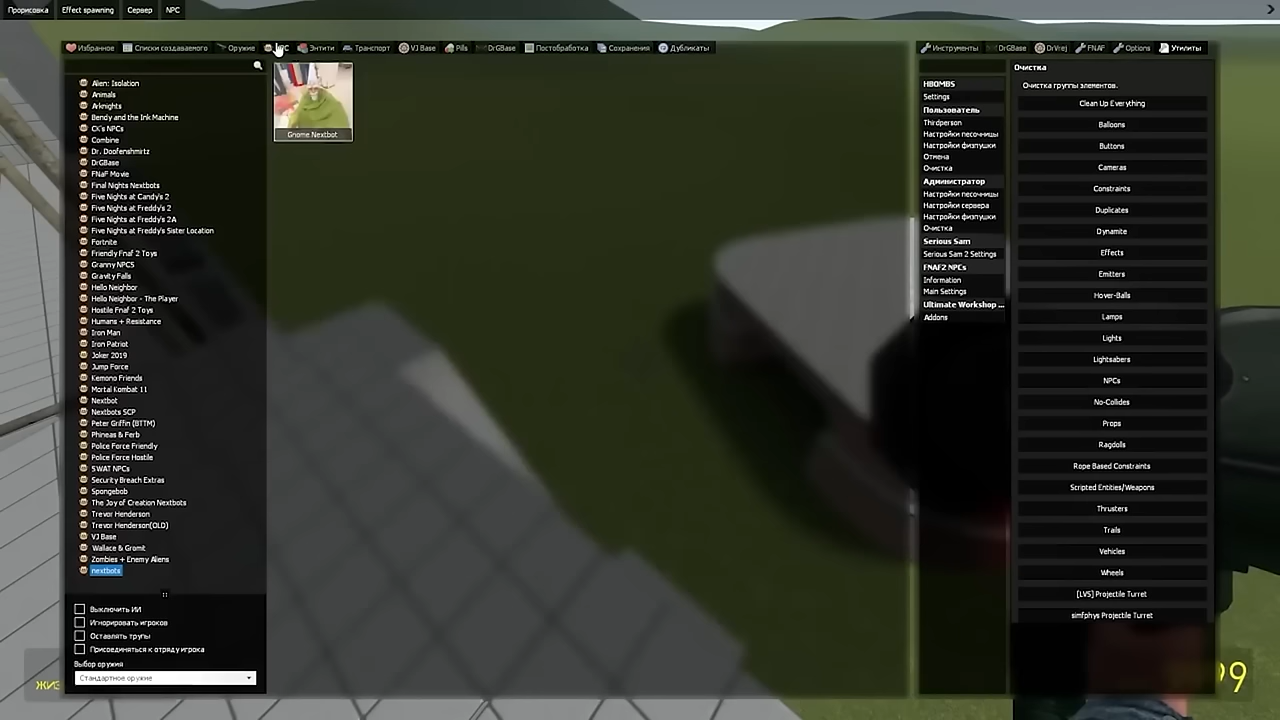 Прорисовка
Effect spawning
Сервер
NPC
Избранное
Списки создаваемого
Оружие
Энтити
Транспорт
VJ Base
Pills
DrGBase
Постобработка
Сохранения
Дубликаты
Инструменты
DrGBase
DrVrej
FNAF
Options
Утилиты
Alien: Isolation
Animals
Arknights
Bendy and the Ink Machine
CK's NPCs
Combine
Dr. Doofenshmirtz
DrGBase
FNaF Movie
Final Nights Nextbots
Five Nights at Candy's 2
Five Nights at Freddy's 2
Five Nights at Freddy's 2A
Five Nights at Freddy's Sister Location
Fortnite
Friendly Fnaf 2 Toys
Granny NPCS
Gravity Falls
Hello Neighbor
Hello Neighbor - The Player
Hostile Fnaf 2 Toys
Humans + Resistance
Iron Man
Iron Patriot
Joker 2019
Jump Force
Kemono Friends
Mortal Kombat 11
Nextbot
Nextbots SCP
Peter Griffin (BTTM)
Phineas & Ferb
Police Force Friendly
Police Force Hostile
SWAT NPCs
Security Breach Extras
Spongebob
The Joy of Creation Nextbots
Trevor Henderson
Trevor Henderson(OLD)
VJ Base
Wallace & Gromit
Zombies + Enemy Aliens
nextbots
Выключить ИИ
Игнорировать игроков
Оставлять трупы
Присоединяться к отряду игрока
Выбор оружия
Стандартное оружие
Gnome Nextbot
HBOMBS
Settings
Пользователь
Thirdperson
Настройки песочницы
Настройки физпушки
Отмена
Очистка
Администратор
Настройки песочницы
Настройки сервера
Настройки физпушки
Очистка
Serious Sam
Serious Sam 2 Settings
FNAF2 NPCs
Information
Main Settings
Ultimate Workshop ...
Addons
Очистка
Очистка группы элементов.
Clean Up Everything
Balloons
Buttons
Cameras
Constraints
Duplicates
Dynamite
Effects
Emitters
Hover-Balls
Lamps
Lights
Lightsabers
NPCs
No-Collides
Props
Ragdolls
Rope Based Constraints
Scripted Entities/Weapons
Thrusters
Trails
Vehicles
Wheels
[LVS] Projectile Turret
simfphys Projectile Turret